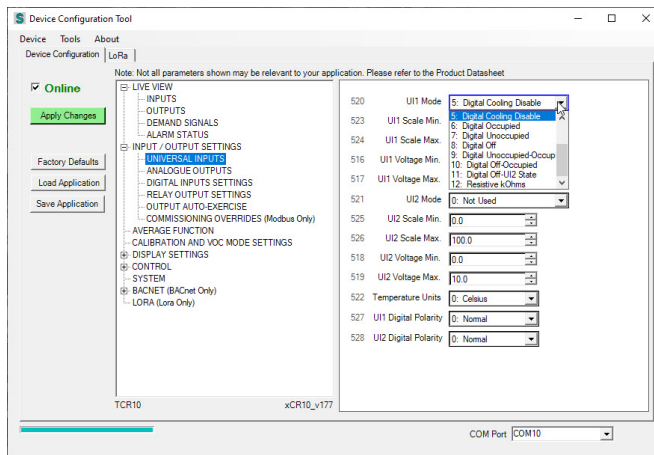 Device Configuration Tool
Device Tools About
Device Configuration LoRa
Note: Not all parameters shown may be relevant to your application. Please refer to the Product Datasheet
Online
Apply Changes
Factory Defaults
Load Application
Save Application
LIVE VIEW
INPUTS
OUTPUTS
DEMAND SIGNALS
ALARM STATUS
INPUT / OUTPUT SETTINGS
UNIVERSAL INPUTS
ANALOGUE OUTPUTS
DIGITAL INPUTS SETTINGS
RELAY OUTPUT SETTINGS
OUTPUT AUTO-EXERCISE
COMMISSIONING OVERRIDES (Modbus Only)
AVERAGE FUNCTION
CALIBRATION AND VOC MODE SETTINGS
DISPLAY SETTINGS
CONTROL
SYSTEM
BACNET (BACnet Only)
LORA (Lora Only)
TCR10 xCR10_v177
520 UI1 Mode 5: Digital Cooling Disable
5: Digital Cooling Disable
6: Digital Occupied
7: Digital Unoccupied
8: Digital Off
9: Digital Unoccupied-Occup
10: Digital Off-Occupied
11: Digital Off-UI2 State
12: Resistive kOhms
523 UI1 Scale Min.
524 UI1 Scale Max.
516 UI1 Voltage Min.
517 UI1 Voltage Max.
521 UI2 Mode 0: Not Used
525 UI2 Scale Min. 0.0
526 UI2 Scale Max. 100.0
518 UI2 Voltage Min. 0.0
519 UI2 Voltage Max. 10.0
522 Temperature Units 0: Celsius
527 UI1 Digital Polarity 0: Normal
528 UI2 Digital Polarity 0: Normal
COM Port COM10